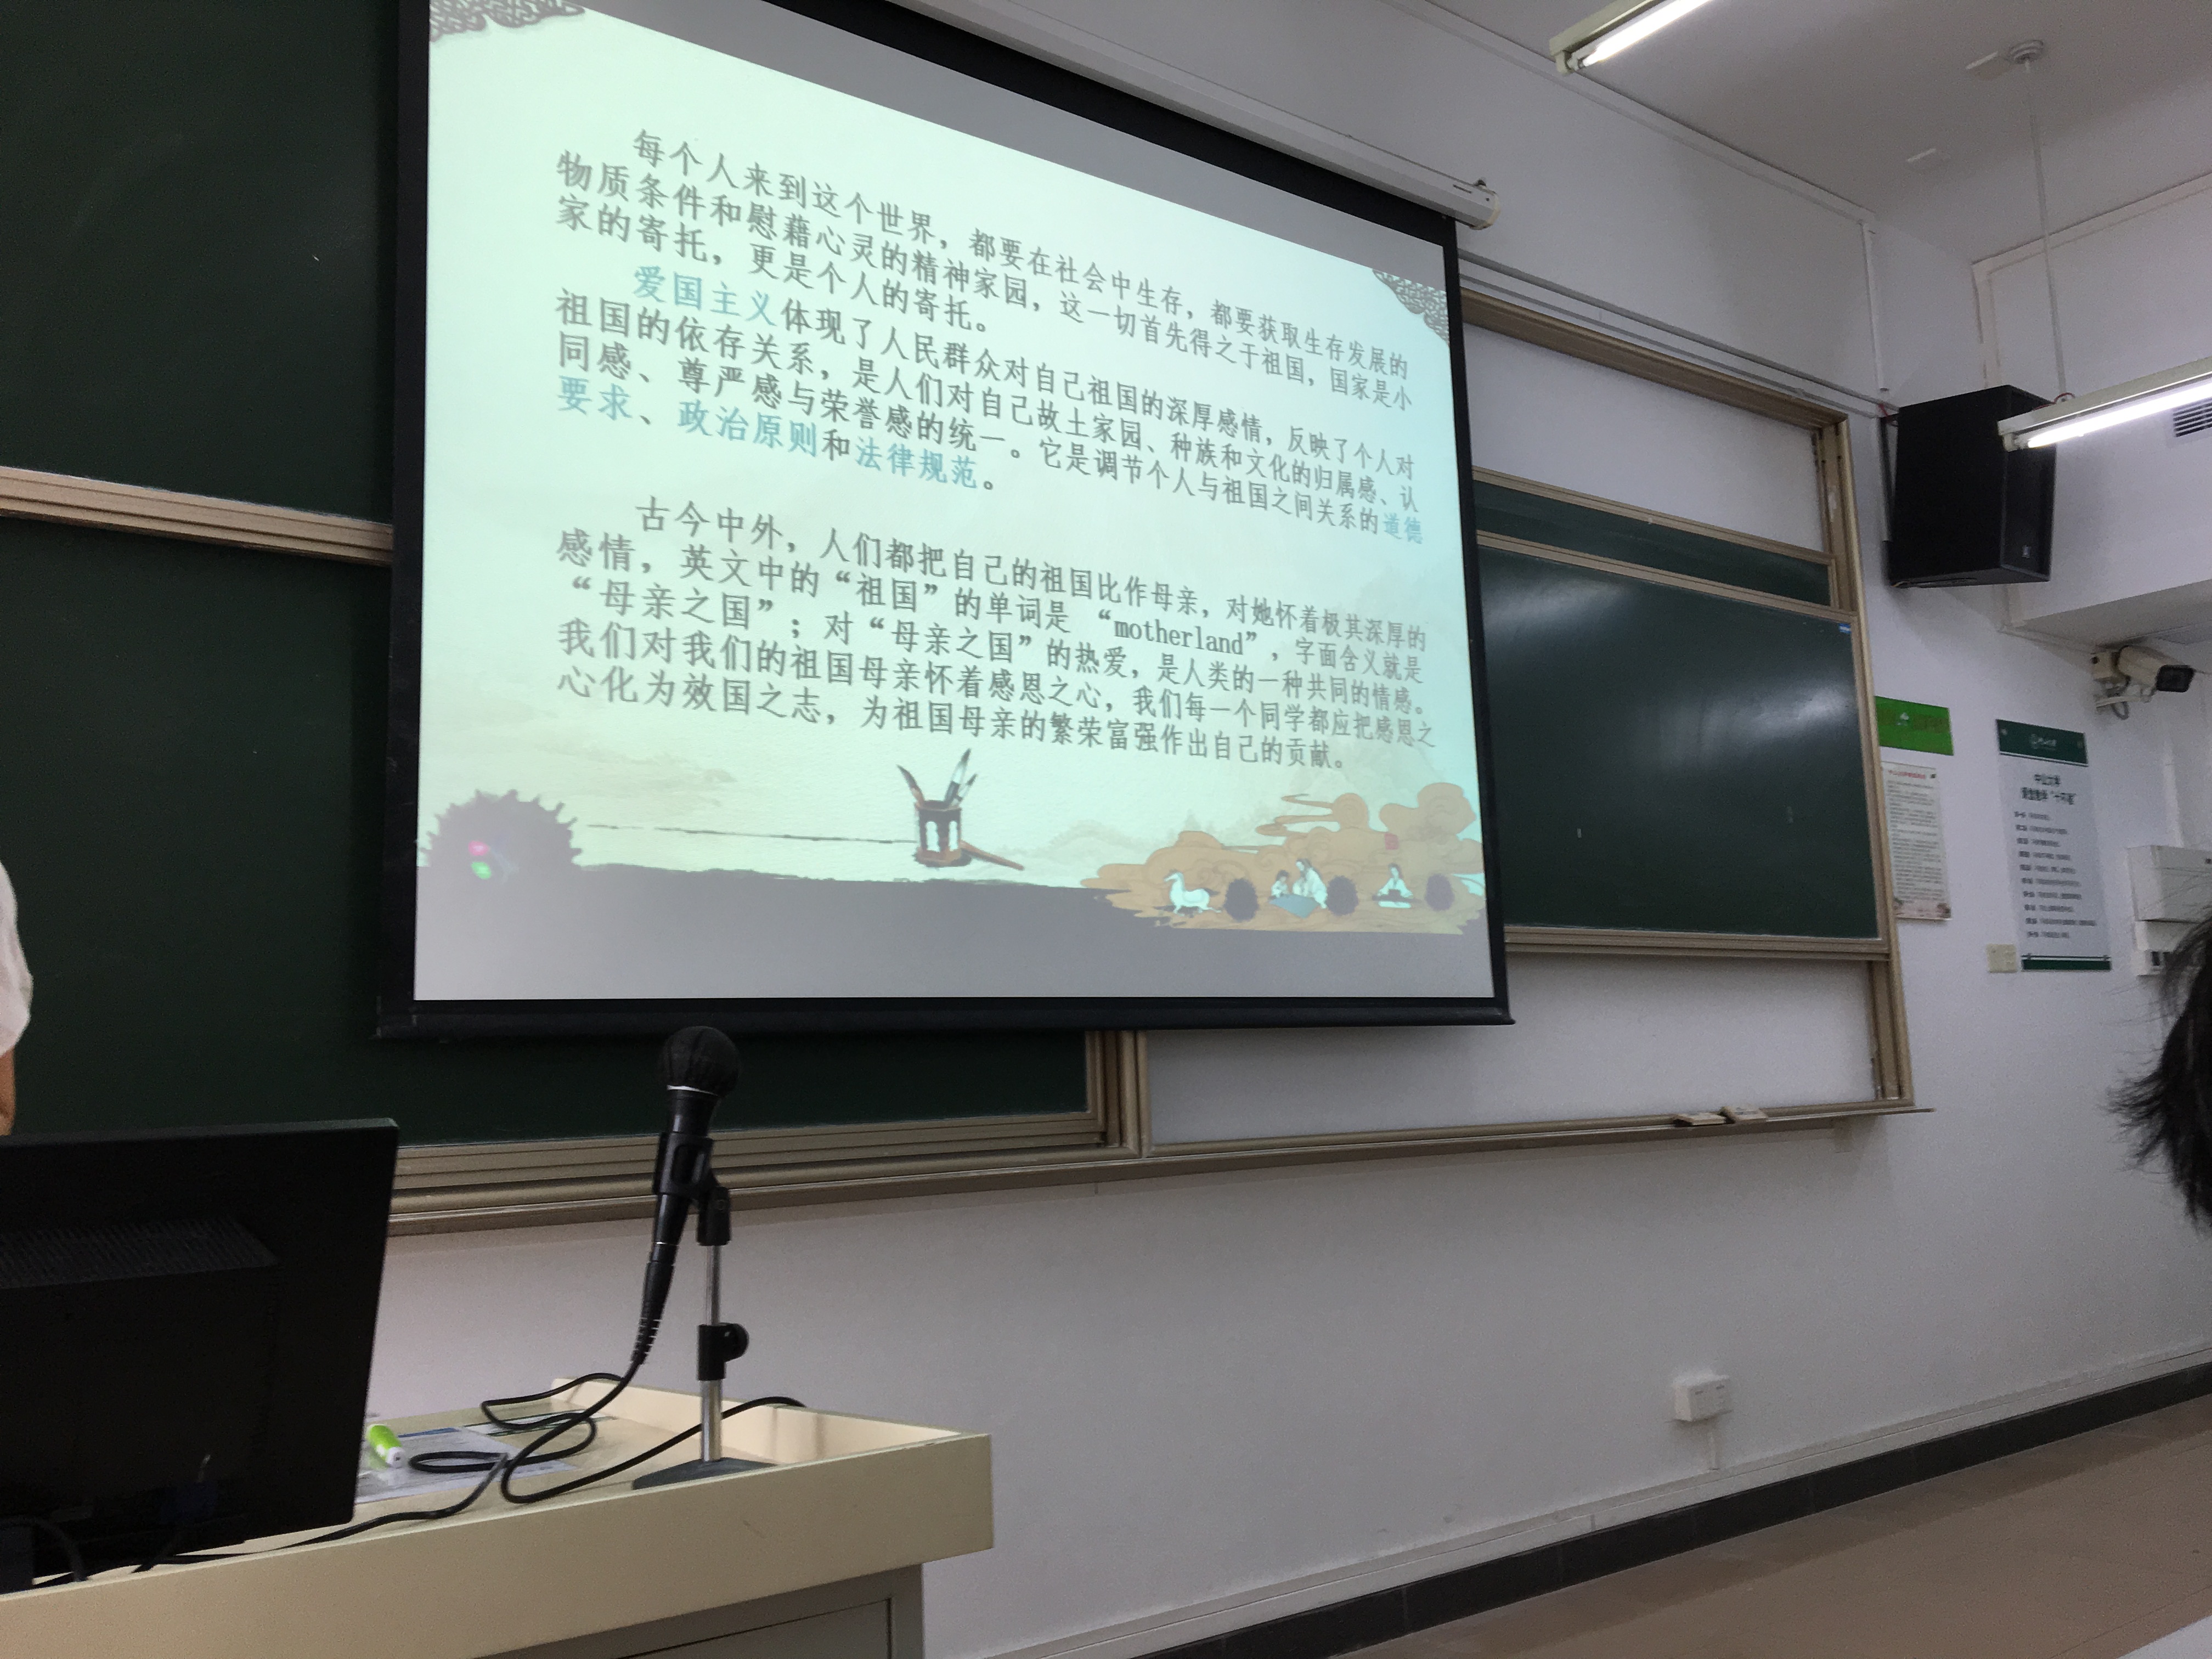 每个人来到这个世界，都要在社会中生存，都要获取生存发展的
物质条件和慰藉心灵的精神家园，这一切首先得之于祖国，国家是小
家的寄托，更是个人的寄托。
爱国主义体现了人民群众对自己祖国的深厚感情，反映了个人对
祖国的依存关系，是人们对自己故土家园、种族和文化的归属感、认
同感、尊严感与荣誉感的统一。它是调节个人与祖国之间关系的道德
要求、政治原则和法律规范。
古今中外，人们都把自己的祖国比作母亲，对她怀着极其深厚的
感情，英文中的“祖国”的单词是“motherland”，字面含义就是
“母亲之国”；对“母亲之国”的热爱，是人类的一种共同的情感。
我们对我们的祖国母亲怀着感恩之心，我们每一个同学都应把感恩之
心化为效国之志，为祖国母亲的繁荣富强作出自己的贡献。
中山大学
课堂教学“十不准”